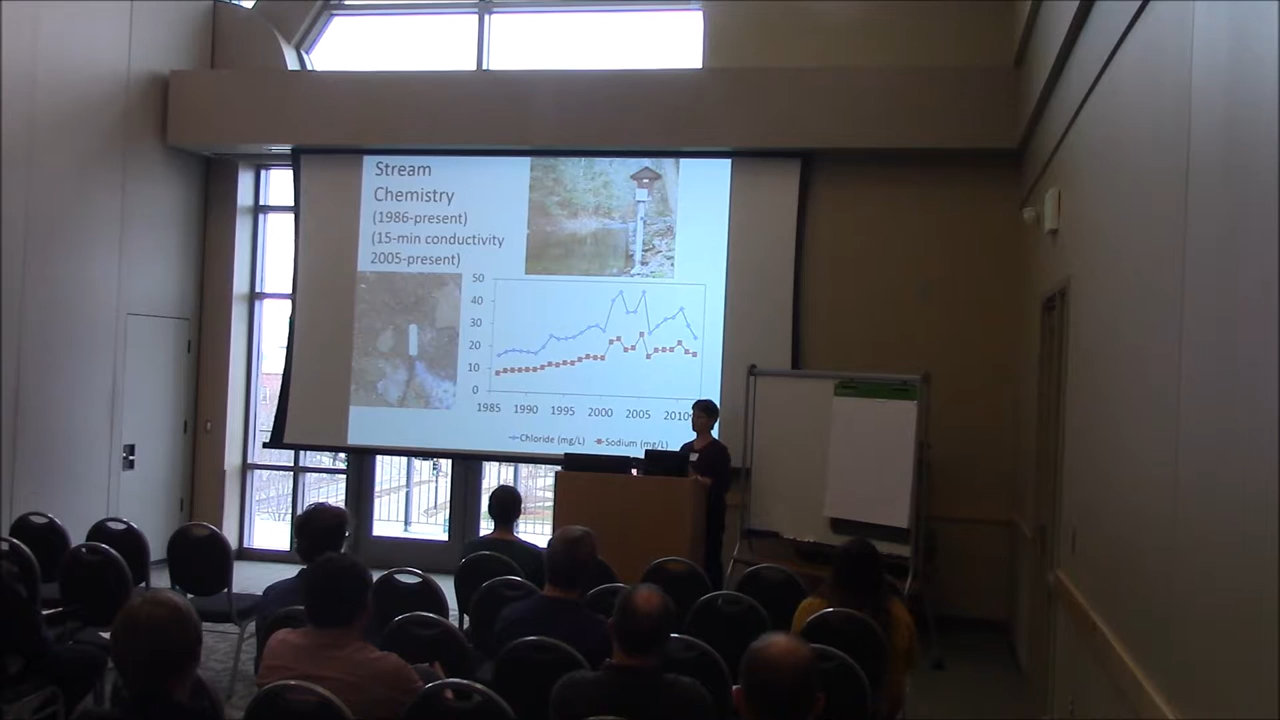 Stream
Chemistry
(1986-present)
(15-min conductivity
2005-present)
50
40
30
20
10
0
1985 1990 1995 2000 2005 2010
Chloride (mg/L) Sodium (mg/L)